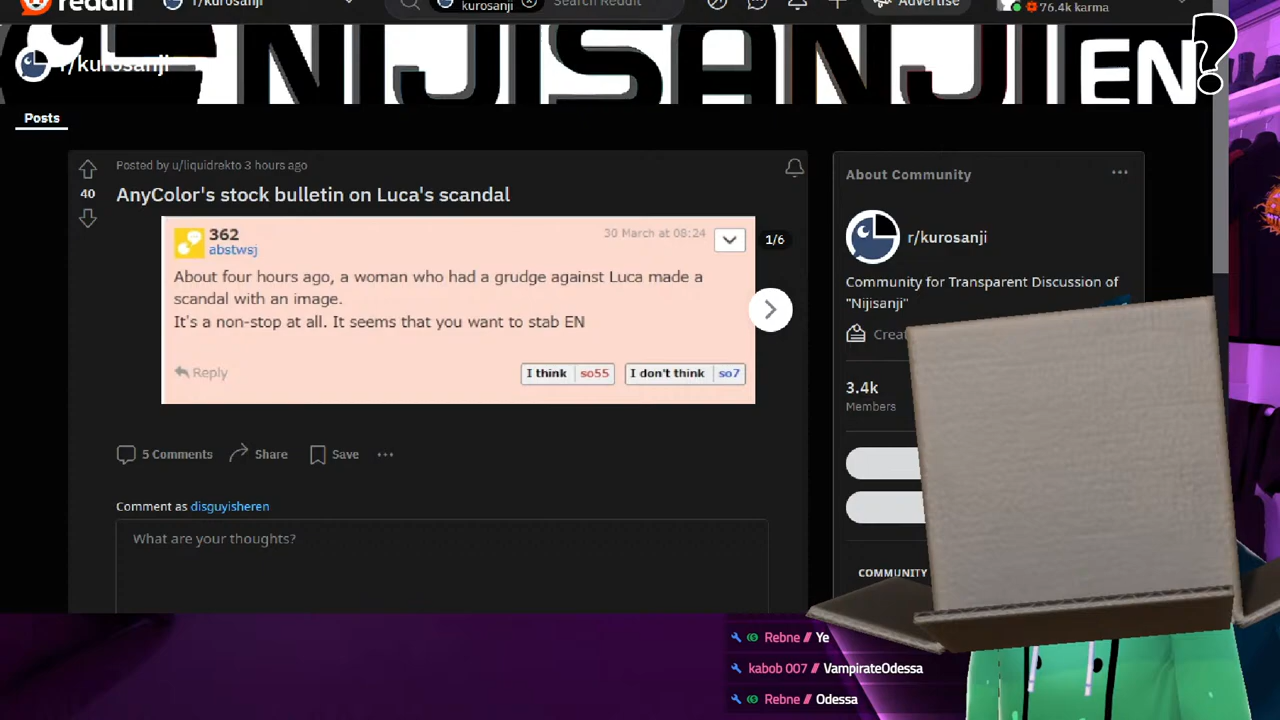 reddit
r/kurosanji
kurosanji
Search Reddit
Advertise
76.4k karma
NIJISANJI EN
r/kurosanji
?
Posts
Posted by u/liquidrekto 3 hours ago
40
AnyColor's stock bulletin on Luca's scandal
362
abstwsj
30 March at 08:24
1/6
About four hours ago, a woman who had a grudge against Luca made a
scandal with an image.
It's a non-stop at all. It seems that you want to stab EN
Reply
I think so55
I don't think so7
5 Comments
Share
Save
Comment as disguyisheren
What are your thoughts?
About Community
r/kurosanji
Community for Transparent Discussion of
"Nijisanji"
3.4k
Members
COMMUNITY
Rebne // Ye
kabob 007 // VampirateOdessa
Rebne // Odessa